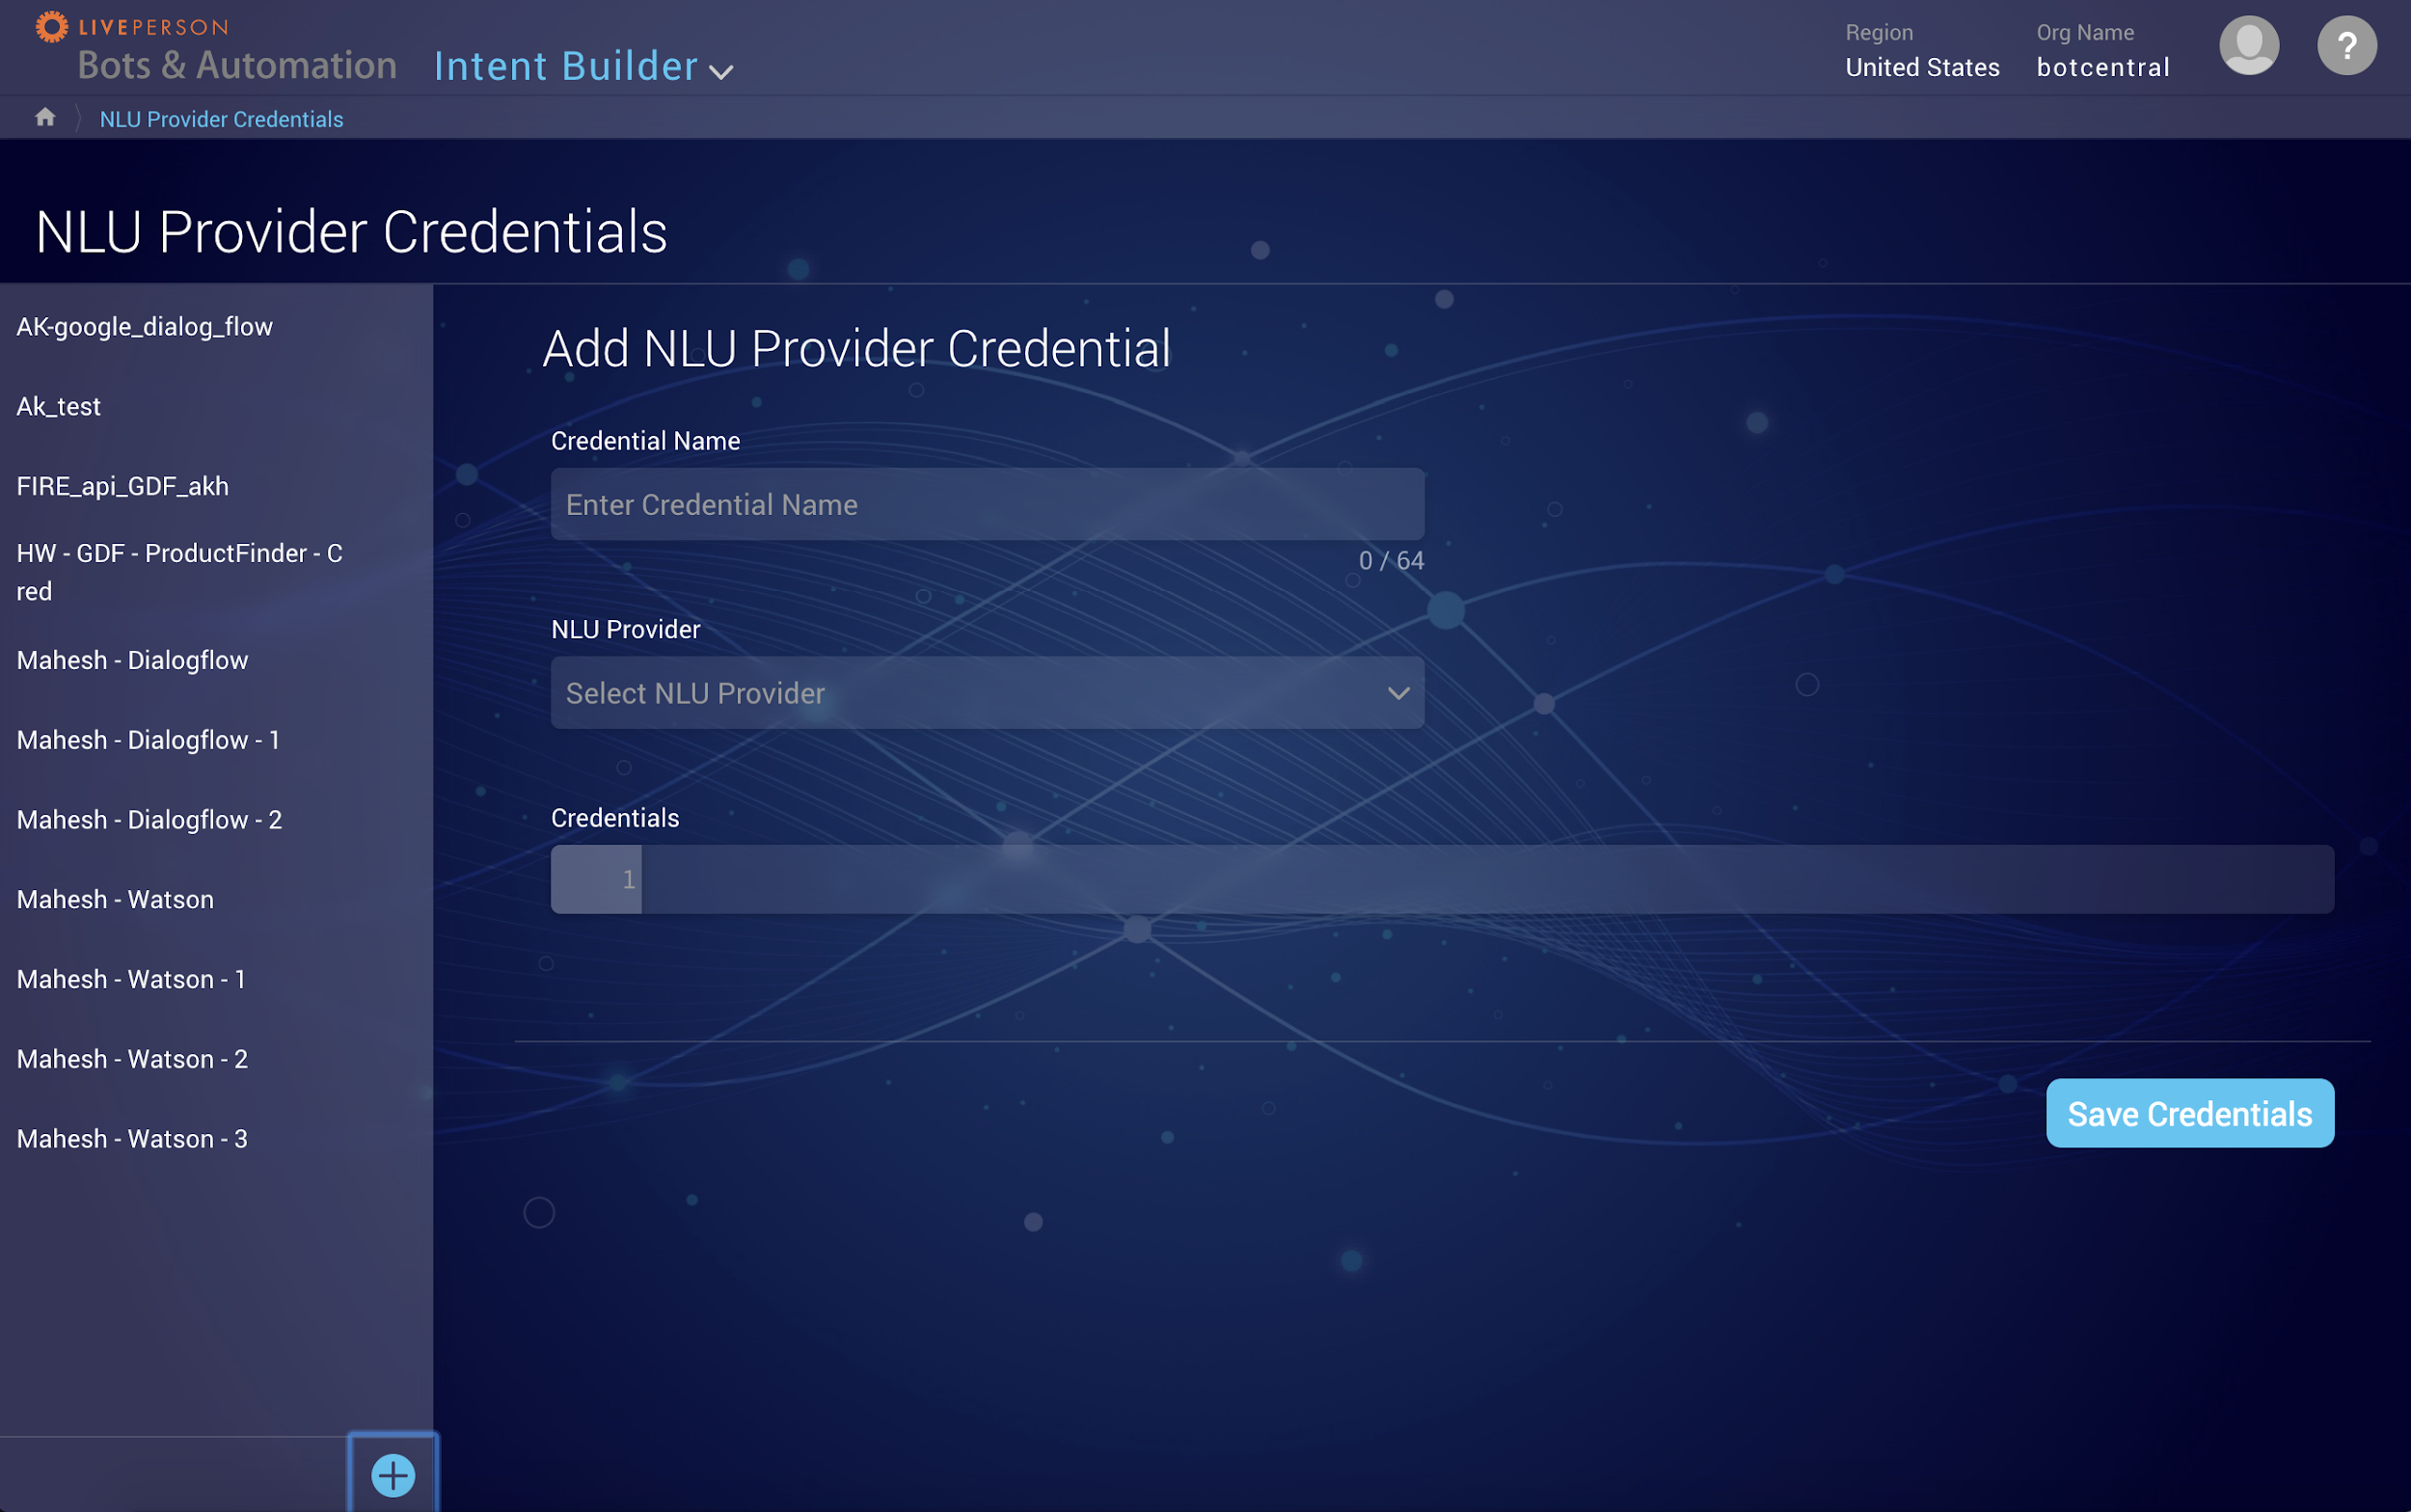 LIVEPERSON
Bots & Automation
Intent Builder
Region
United States
Org Name
botcentral
?
NLU Provider Credentials
NLU Provider Credentials
AK-google_dialog_flow
Ak_test
FIRE_api_GDF_akh
HW - GDF - ProductFinder - C
red
Mahesh - Dialogflow
Mahesh - Dialogflow - 1
Mahesh - Dialogflow - 2
Mahesh - Watson
Mahesh - Watson - 1
Mahesh - Watson - 2
Mahesh - Watson - 3
Add NLU Provider Credential
Credential Name
Enter Credential Name
0 / 64
NLU Provider
Select NLU Provider
Credentials
1
Save Credentials